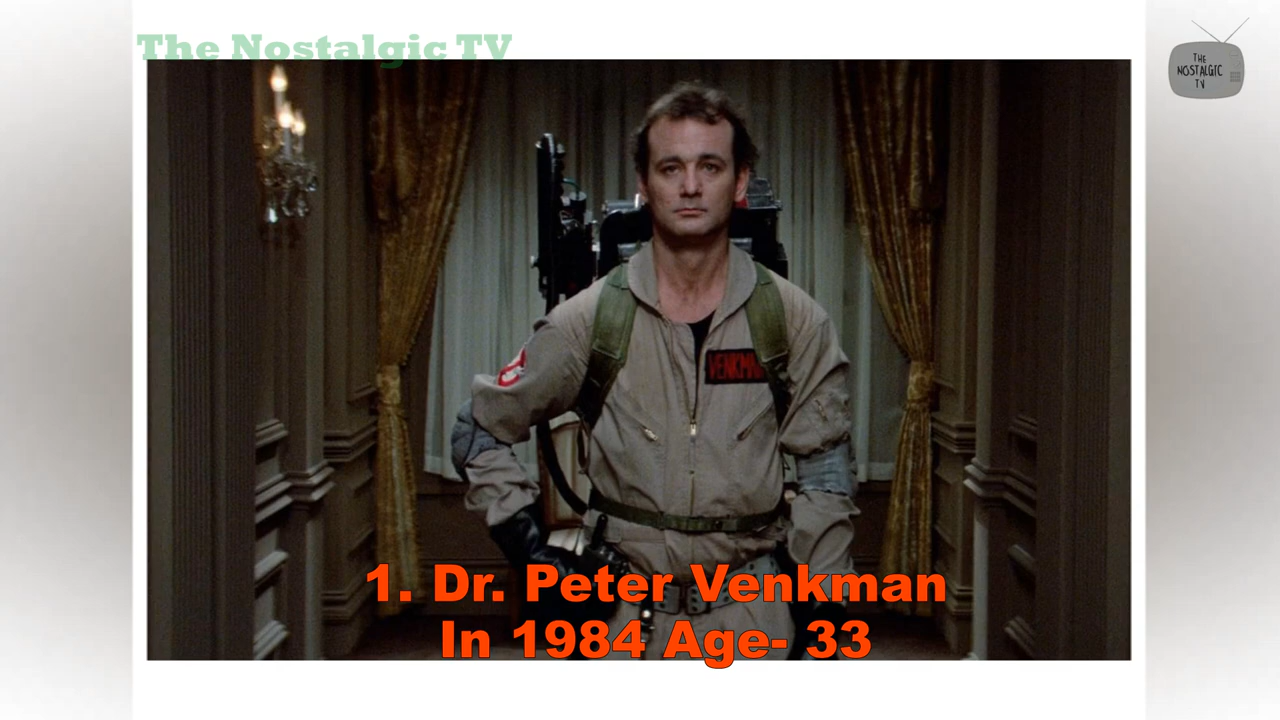 The Nostalgic TV
THE
NOSTALGIC
TV
VENKMAN
1. Dr. Peter Venkman
In 1984 Age- 33